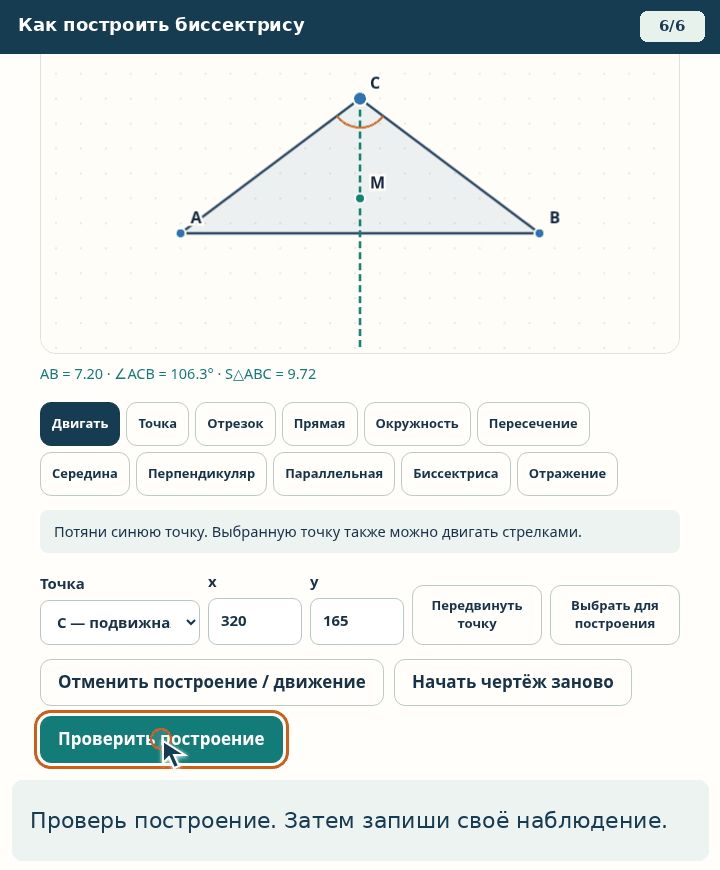 Как построить биссектрису
6/6
C
M
A
B
AB = 7.20 · ∠ACB = 106.3° · S△ABC = 9.72
Двигать Точка Отрезок Прямая Окружность Пересечение
Середина Перпендикуляр Параллельная Биссектриса Отражение
Потяни синюю точку. Выбранную точку также можно двигать стрелками.
Точка x y
C — подвижна 320 165
Передвинуть точку
Выбрать для построения
Отменить построение / движение Начать чертёж заново
Проверить построение
Проверь построение. Затем запиши своё наблюдение.